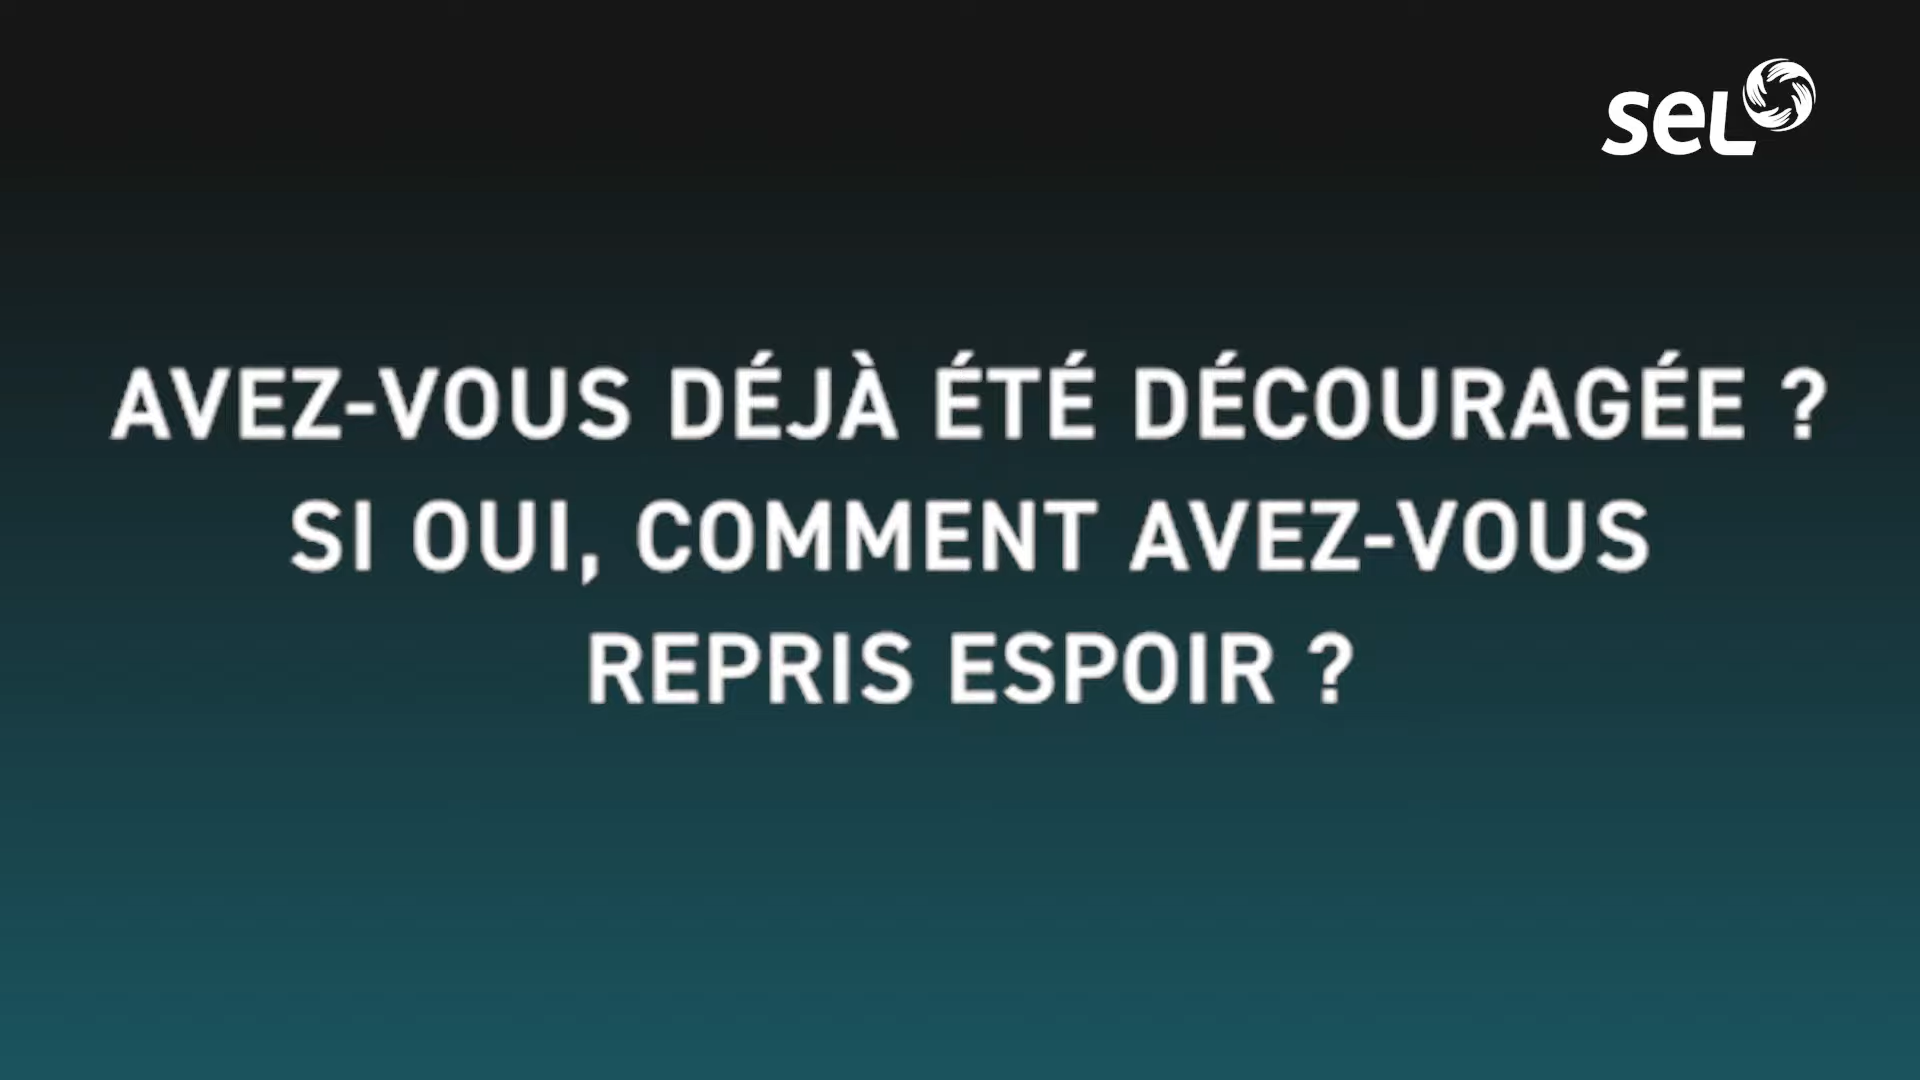 seL
AVEZ-VOUS DÉJÀ ÉTÉ DÉCOURAGÉE ?
SI OUI, COMMENT AVEZ-VOUS
REPRIS ESPOIR ?